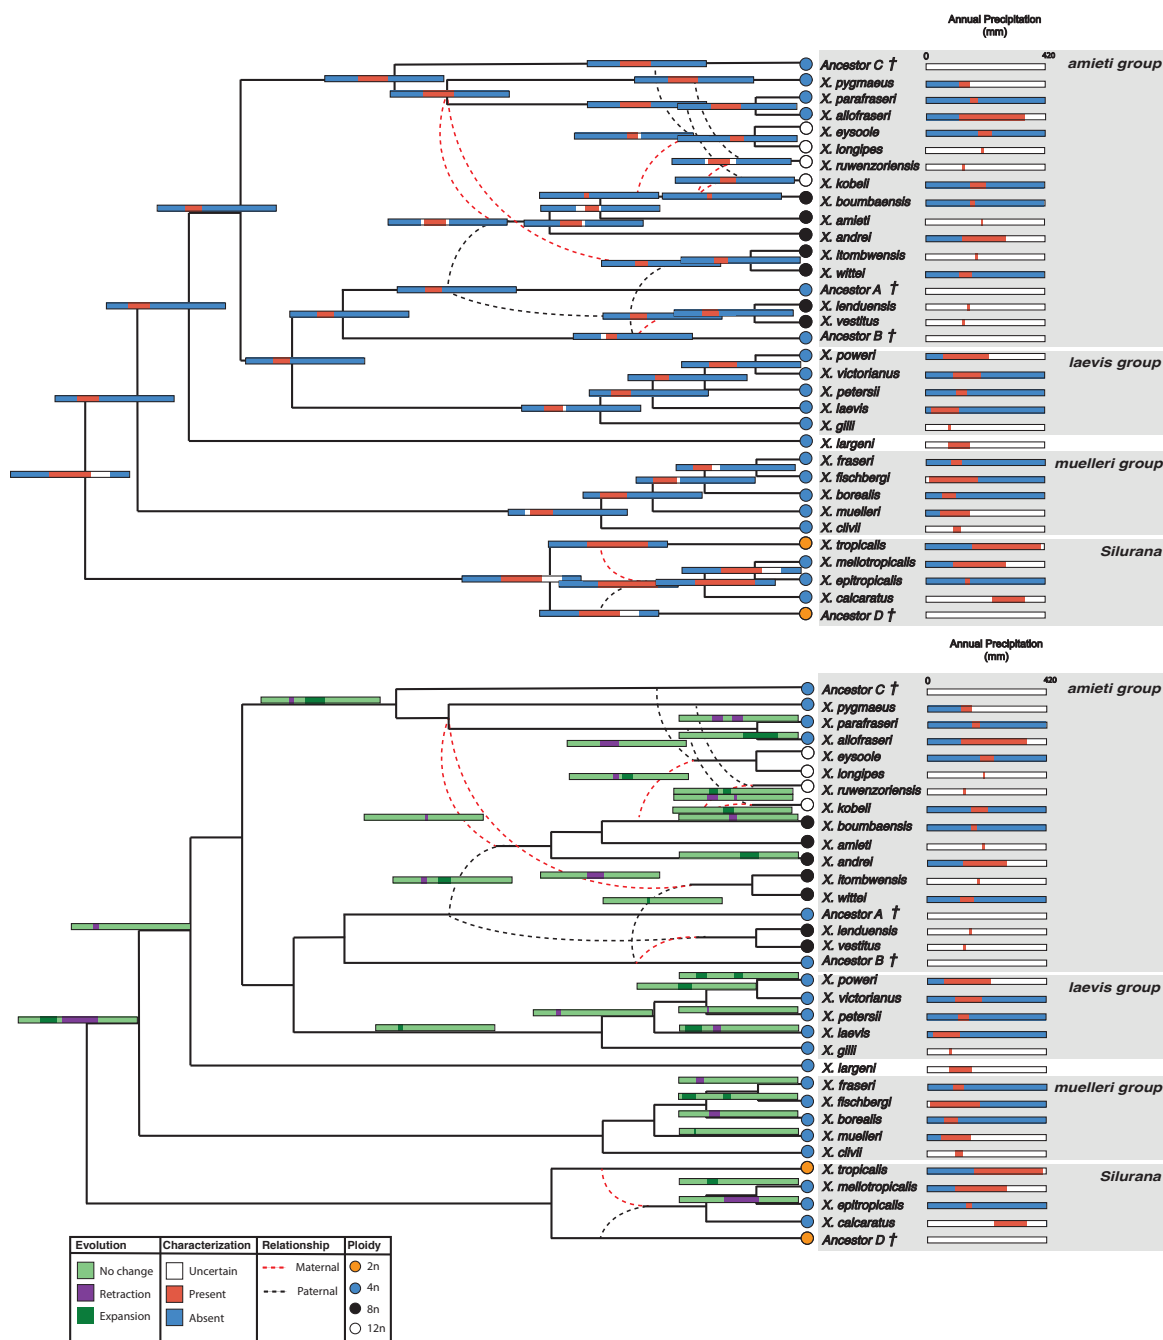 Annual Precipitation
(mm)
0 420
amieti group
Ancestor C †
X. pygmaeus
X. parafraseri
X. allofraseri
X. eysoole
X. longipes
X. ruwenzoriensis
X. kobeli
X. boumbaensis
X. amieti
X. andrei
X. itombwensis
X. wittei
Ancestor A †
X. lenduensis
X. vestitus
Ancestor B †
X. poweri
laevis group
X. victorianus
X. petersii
X. laevis
X. gilli
X. largeni
X. fraseri
muelleri group
X. fischbergi
X. borealis
X. muelleri
X. clivii
X. tropicalis
Silurana
X. mellotropicalis
X. epitropicalis
X. calcaratus
Ancestor D †
Annual Precipitation
(mm)
0 420
Ancestor C †
amieti group
X. pygmaeus
X. parafraseri
X. allofraseri
X. eysoole
X. longipes
X. ruwenzoriensis
X. kobeli
X. boumbaensis
X. amieti
X. andrei
X. itombwensis
X. wittei
Ancestor A †
X. lenduensis
X. vestitus
Ancestor B †
X. poweri
laevis group
X. victorianus
X. petersii
X. laevis
X. gilli
X. largeni
X. fraseri
muelleri group
X. fischbergi
X. borealis
X. muelleri
X. clivii
X. tropicalis
Silurana
X. mellotropicalis
X. epitropicalis
X. calcaratus
Ancestor D †
Evolution Characterization Relationship Ploidy
No change Uncertain Maternal 2n
Retraction Present Paternal 4n
Expansion Absent 8n
12n